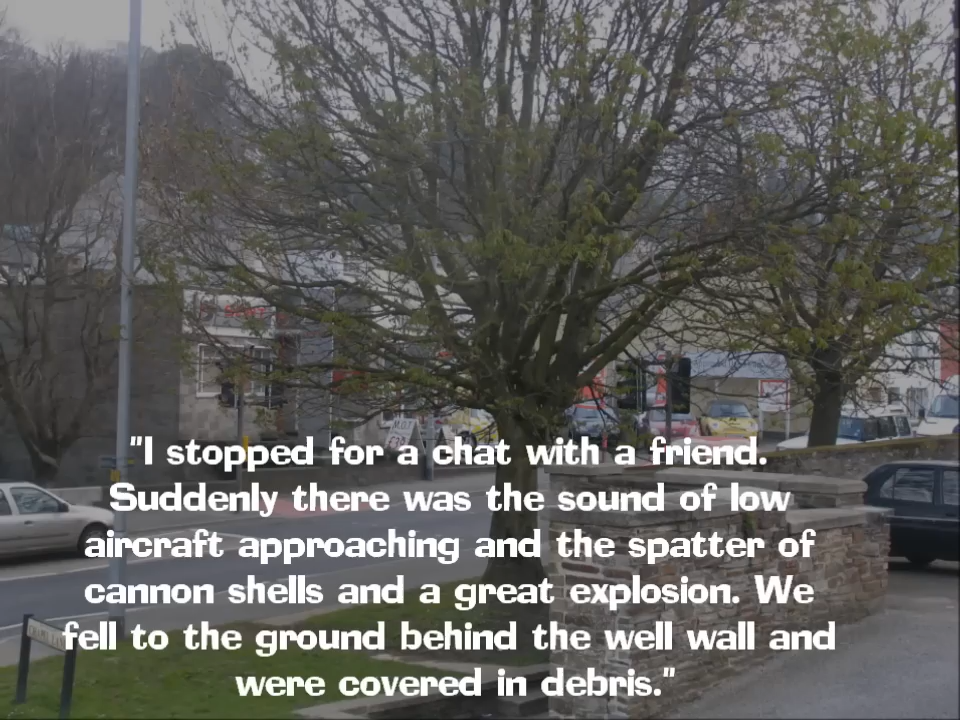 M.O.T
"I stopped for a chat with a friend.
Suddenly there was the sound of low
aircraft approaching and the spatter of
cannon shells and a great explosion. We
fell to the ground behind the well wall and
were covered in debris."